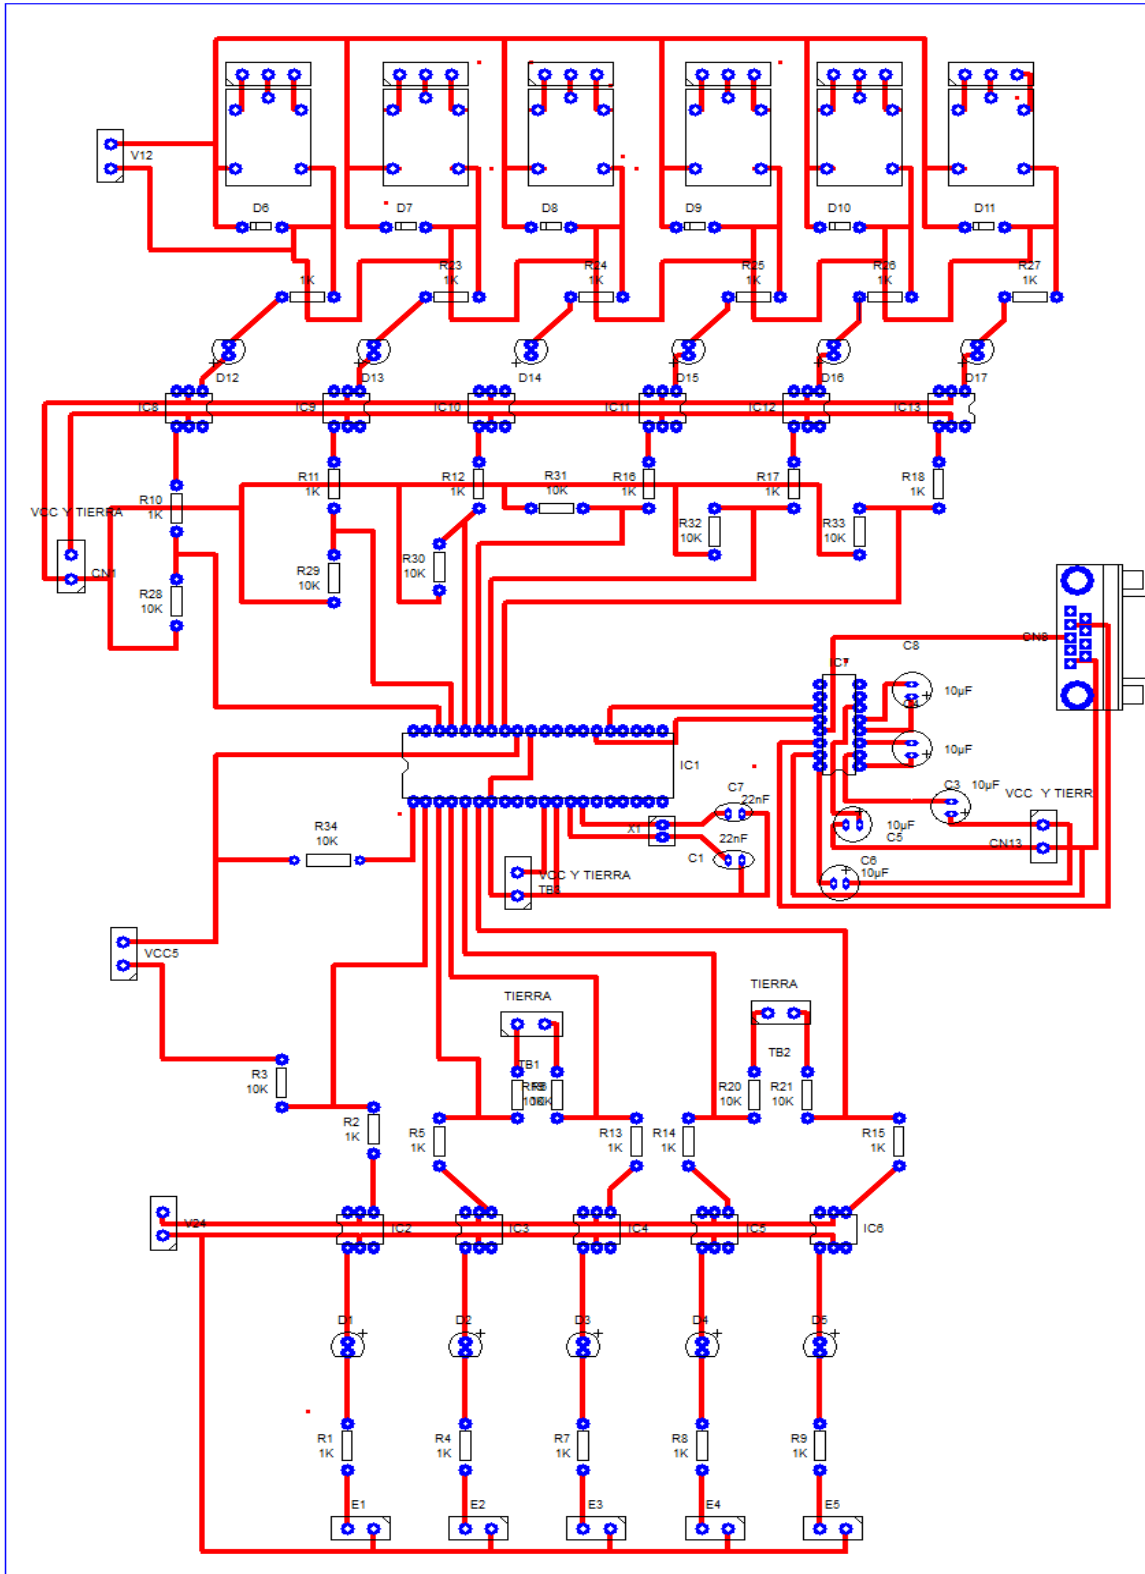 V12
D6
D7
D8
D9
D10
D11
1K
R23
1K
R24
1K
R25
1K
R26
1K
R27
1K
D12
D13
D14
D15
D16
D17
IC8
IC9
IC10
IC11
IC12
IC13
R10
1K
R11
1K
R12
1K
R31
10K
R16
1K
R17
1K
R18
1K
VCC Y TIERRA
CN1
R28
10K
R29
10K
R30
10K
R32
10K
R33
10K
CN9
C8
10µF
IC7
10µF
IC1
C7
22nF
C3
10µF
VCC Y TIERR
X1
22nF
C1
10µF
C5
CN13
C6
10µF
R34
10K
VCC Y TIERRA
TB3
VCC5
TIERRA
TIERRA
TB1
TB2
R3
10K
R20
10K
R21
10K
R2
1K
R5
1K
R13
1K
R14
1K
R15
1K
V24
IC2
IC3
IC4
IC5
IC6
D1
D2
D3
D4
D5
R1
1K
R4
1K
R7
1K
R8
1K
R9
1K
E1
E2
E3
E4
E5